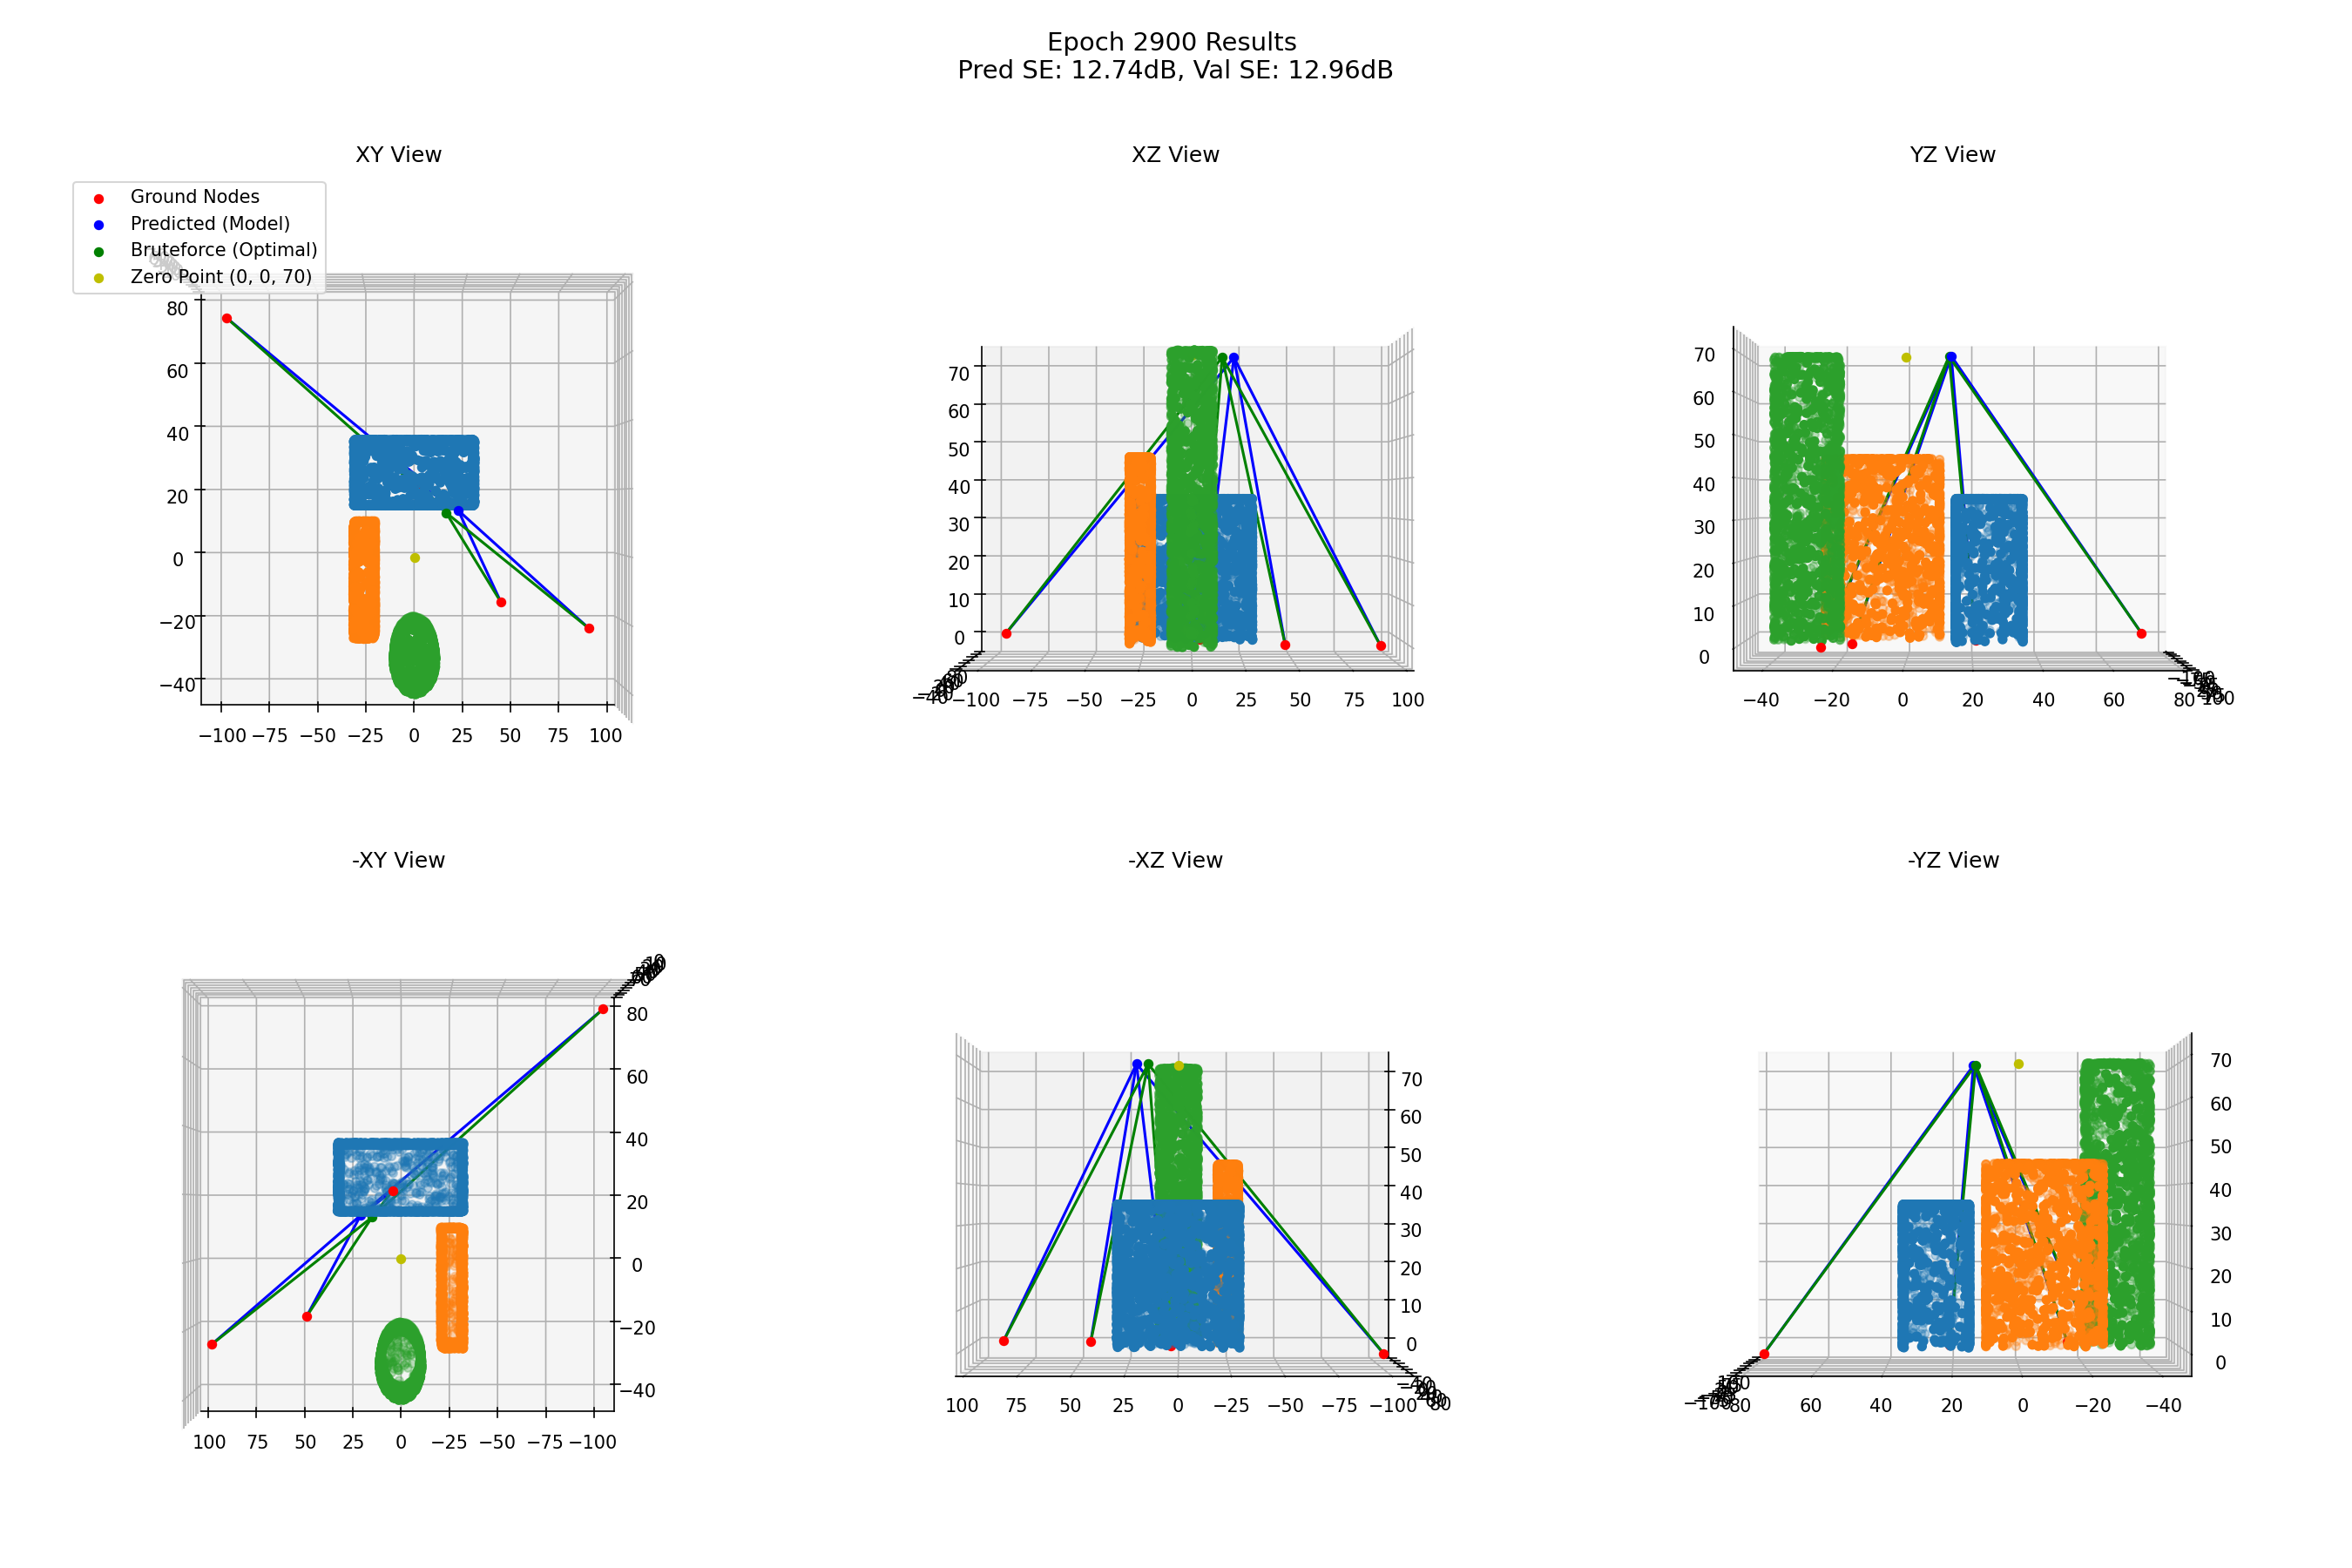 Epoch 2900 Results
Pred SE: 12.74dB, Val SE: 12.96dB
XY View
XZ View
YZ View
Ground Nodes
Predicted (Model)
Bruteforce (Optimal)
Zero Point (0, 0, 70)
80
60
40
20
0
−20
−40
−100 −75 −50 −25 0 25 50 75 100
70
60
50
40
30
20
10
0
−100 −75 −50 −25 0 25 50 75 100
70
60
50
40
30
20
10
0
−40 −20 0 20 40 60 80
-XY View
-XZ View
-YZ View
80
60
40
20
0
−20
−40
100 75 50 25 0 −25 −50 −75 −100
70
60
50
40
30
20
10
0
100 75 50 25 0 −25 −50 −75 −100
70
60
50
40
30
20
10
0
80 60 40 20 0 −20 −40